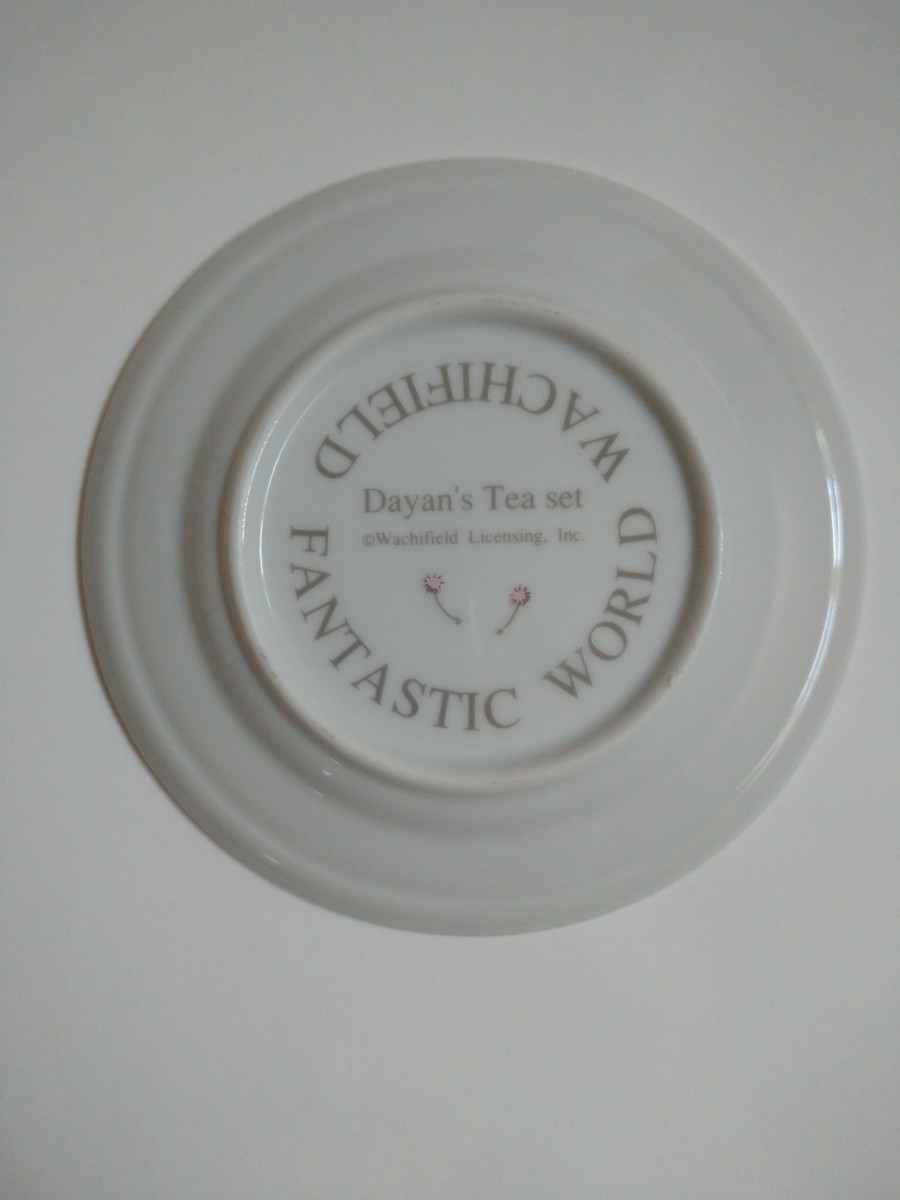 WACHIFIELD
Dayan's Tea set
©Wachifield Licensing, Inc.
FANTASTIC WORLD